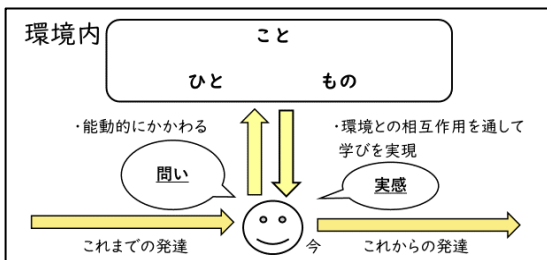 環境内
こと
ひと
もの
・能動的にかかわる
・環境との相互作用を通して
学びを実現
問い
実感
今
これまでの発達
これからの発達